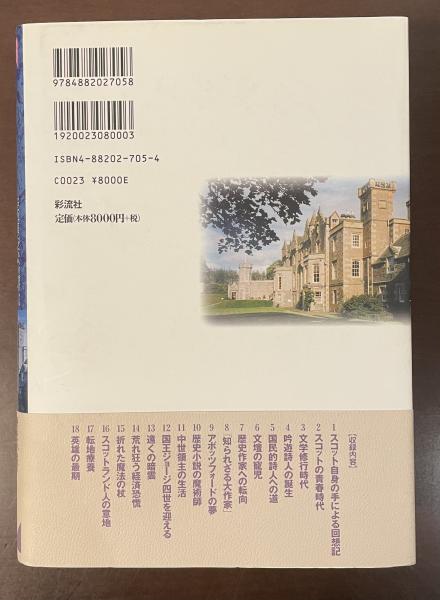 9784882027058
1920023080003
ISBN4-88202-705-4
C0023 ¥8000E
彩流社
定価(本体8000円+税)
[収録内容]
1 スコット自身の手による回想記
2 スコットの青春時代
3 文学修行時代
4 吟遊詩人の誕生
5 国民的詩人への道
6 文壇の寵児
7 歴史作家への転向
8 「知られざる大作家」
9 アボッツフォードの夢
10 歴史小説の魔術師
11 中世領主の生活
12 国王ジョージ四世を迎える
13 遠くの暗雲
14 荒れ狂う経済恐慌
15 折れた魔法の杖
16 スコットランド人の意地
17 転地療養
18 英雄の最期